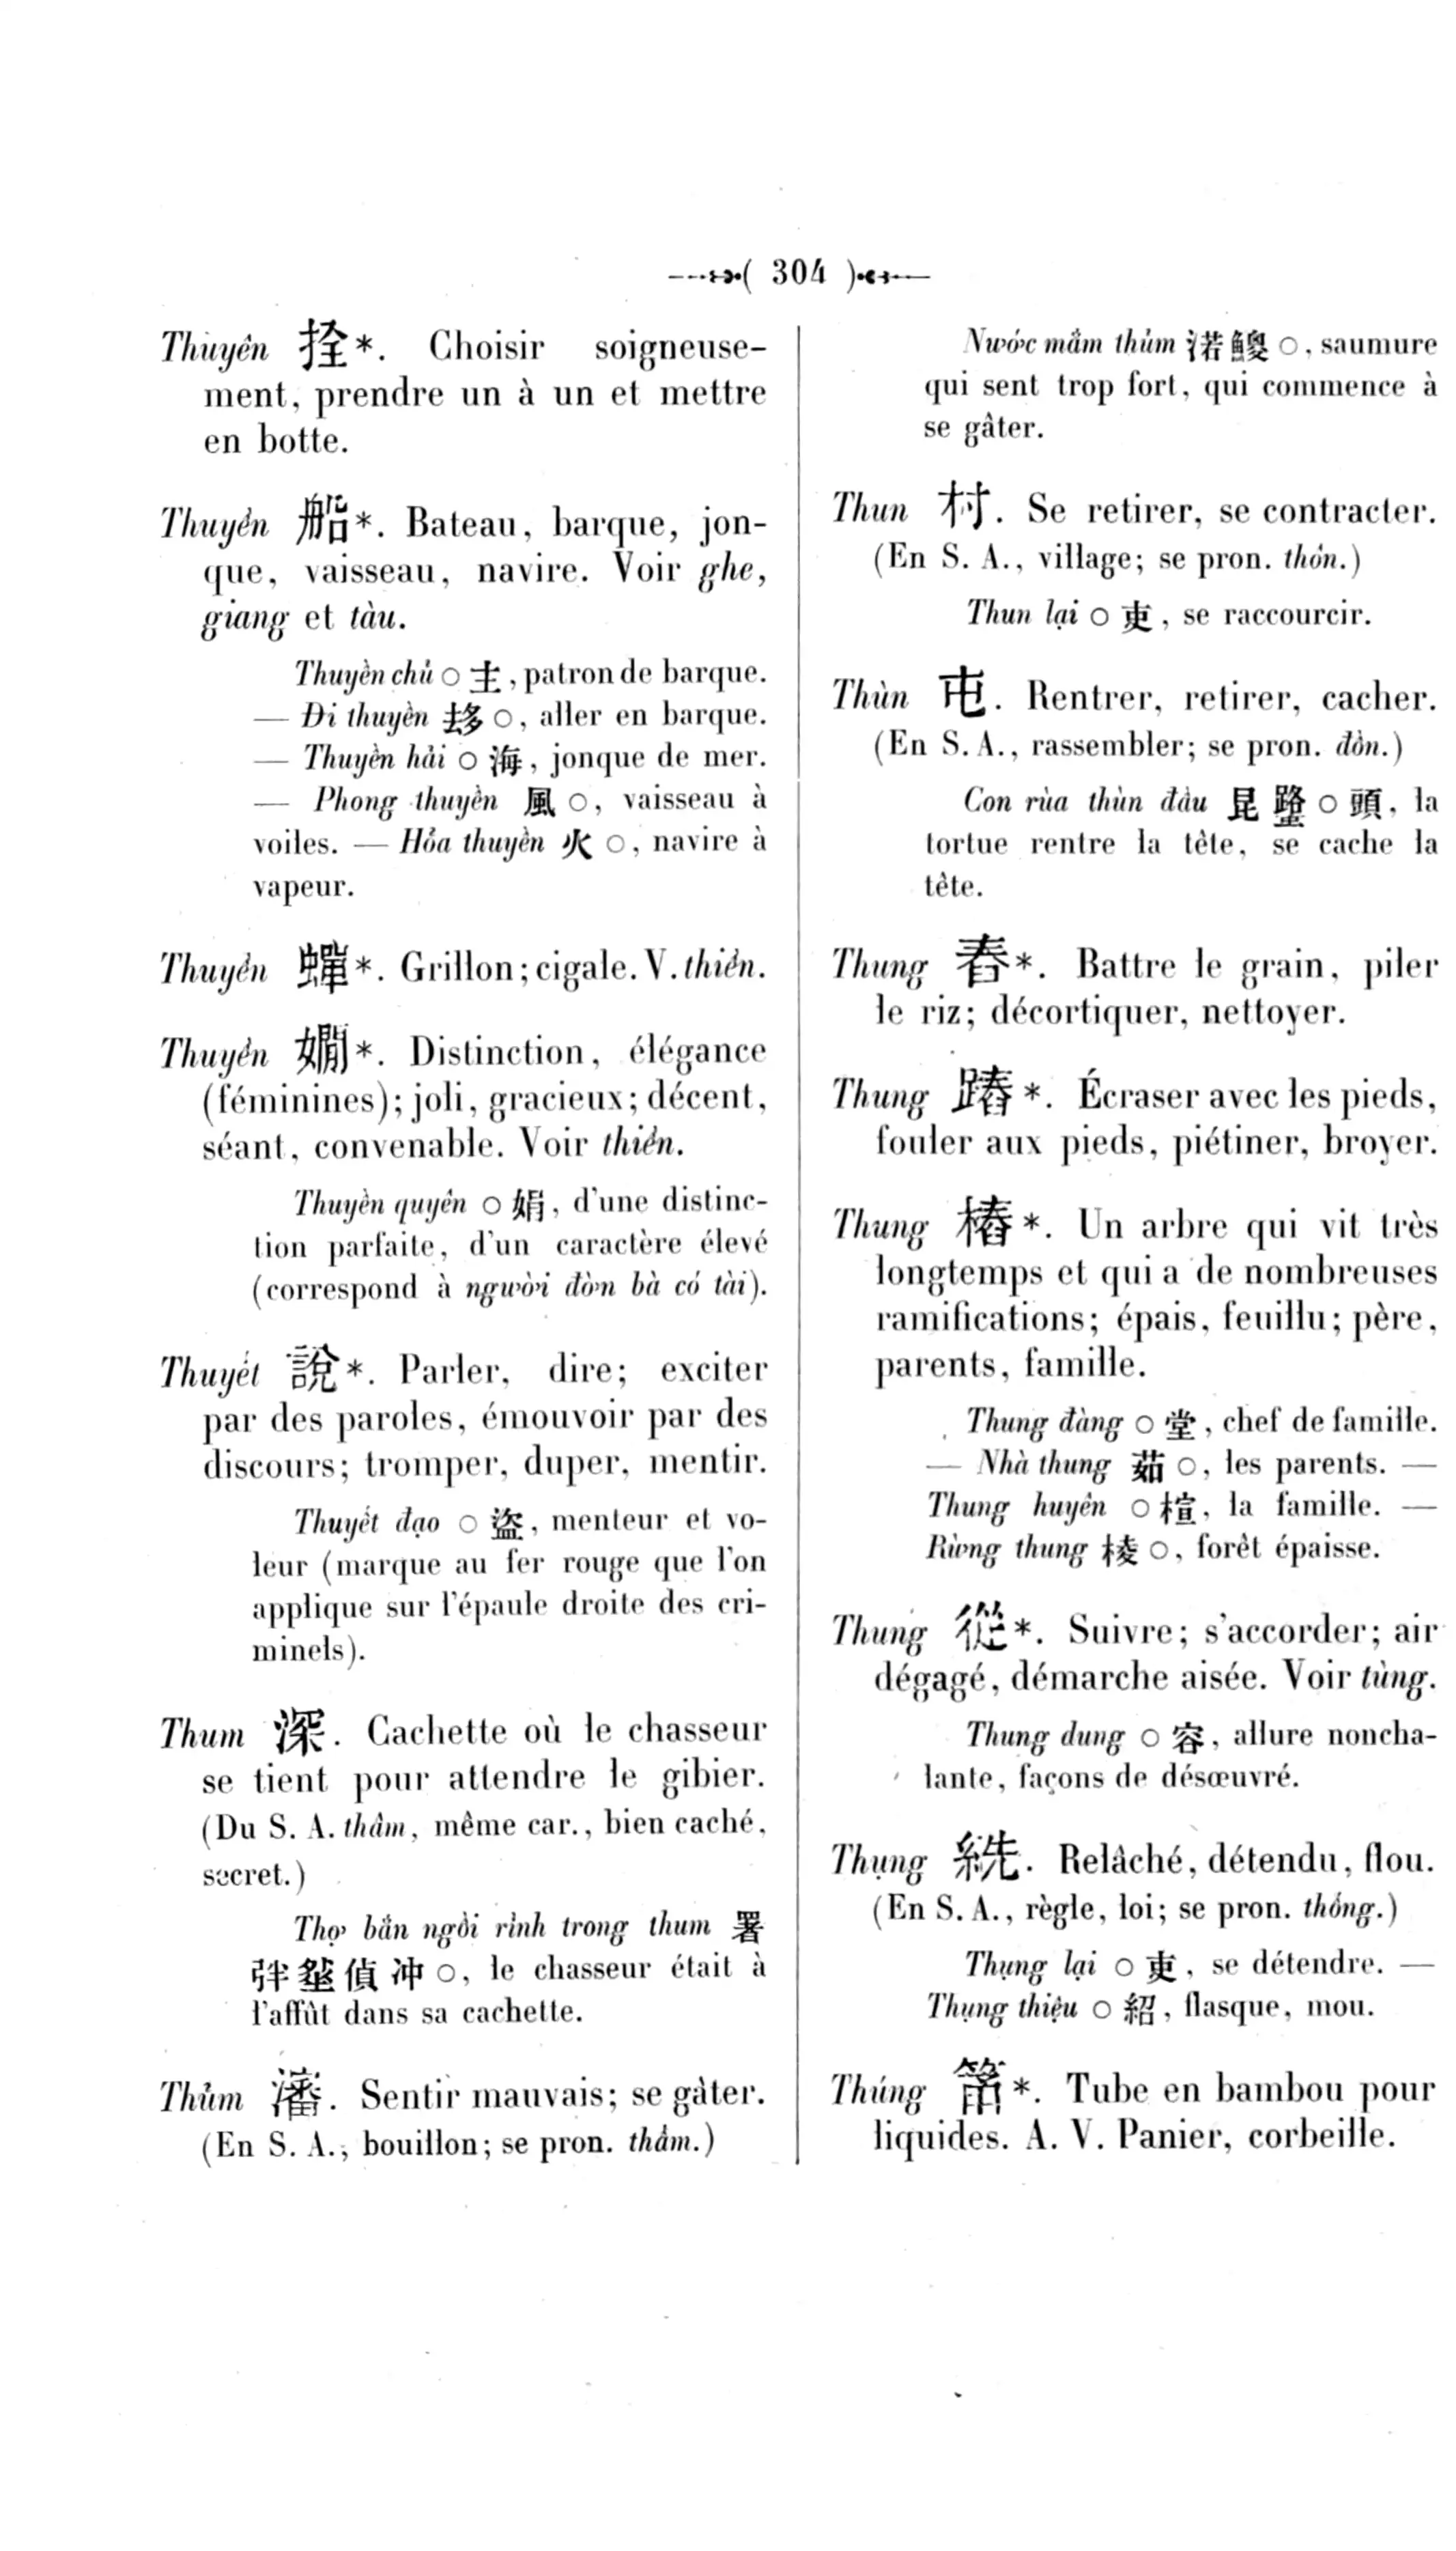 ( 304 )
Thuyên 拴*. Choisir soigneuse-
ment, prendre un à un et mettre
en botte.
Thuyền 船*. Bateau, barque, jon-
que, vaisseau, navire. Voir ghe,
giang et tàu.
Thuyền chủ ○ 主, patron de barque.
— Đi thuyền ○, aller en barque.
— Thuyền hải ○ 海, jonque de mer.
— Phong thuyền 風 ○, vaisseau à
voiles. — Hỏa thuyền 火 ○, navire à
vapeur.
Thuyền 蟬*. Grillon; cigale. V. thiền.
Thuyền 嫺*. Distinction, élégance
(féminines); joli, gracieux; décent,
séant, convenable. Voir thiền.
Thuyền quyên ○ 娟, d'une distinc-
tion parfaite, d'un caractère élevé
(correspond à người đờn bà có tài).
Thuyết 說*. Parler, dire; exciter
par des paroles, émouvoir par des
discours; tromper, duper, mentir.
Thuyết đạo ○ 盜, menteur et vo-
leur (marque au fer rouge que l'on
applique sur l'épaule droite des cri-
minels).
Thum 深. Cachette où le chasseur
se tient pour attendre le gibier.
(Du S. A. thâm, même car., bien caché,
secret.)
Thợ bắn ngồi rình trong thum 署
偵 冲 ○, le chasseur était à
l'affût dans sa cachette.
Thủm 瀋. Sentir mauvais; se gâter.
(En S. A., bouillon; se pron. thẩm.)
Nước mắm thủm 渃 ○, saumure
qui sent trop fort, qui commence à
se gâter.
Thun 村. Se retirer, se contracter.
(En S. A., village; se pron. thôn.)
Thun lại ○ 吏, se raccourcir.
Thùn 屯. Rentrer, retirer, cacher.
(En S. A., rassembler; se pron. đồn.)
Con rùa thùn đầu 昆 ○ 頭, la
tortue rentre la tête, se cache la
tête.
Thung 舂*. Battre le grain, piler
le riz; décortiquer, nettoyer.
Thung 蹖*. Écraser avec les pieds,
fouler aux pieds, piétiner, broyer.
Thung 樁*. Un arbre qui vit très
longtemps et qui a de nombreuses
ramifications; épais, feuillu; père,
parents, famille.
Thung đàng ○ 堂, chef de famille.
— Nhà thung 茹 ○, les parents. —
Thung huyên ○ 楦, la famille. —
Rừng thung 棱 ○, forêt épaisse.
Thung 從*. Suivre; s'accorder; air
dégagé, démarche aisée. Voir tùng.
Thung dung ○ 容, allure noncha-
lante, façons de désœuvré.
Thụng 統. Relâché, détendu, flou.
(En S. A., règle, loi; se pron. thống.)
Thụng lại ○ 吏, se détendre. —
Thụng thiệu ○ 紹, flasque, mou.
Thúng *. Tube en bambou pour
liquides. A. V. Panier, corbeille.